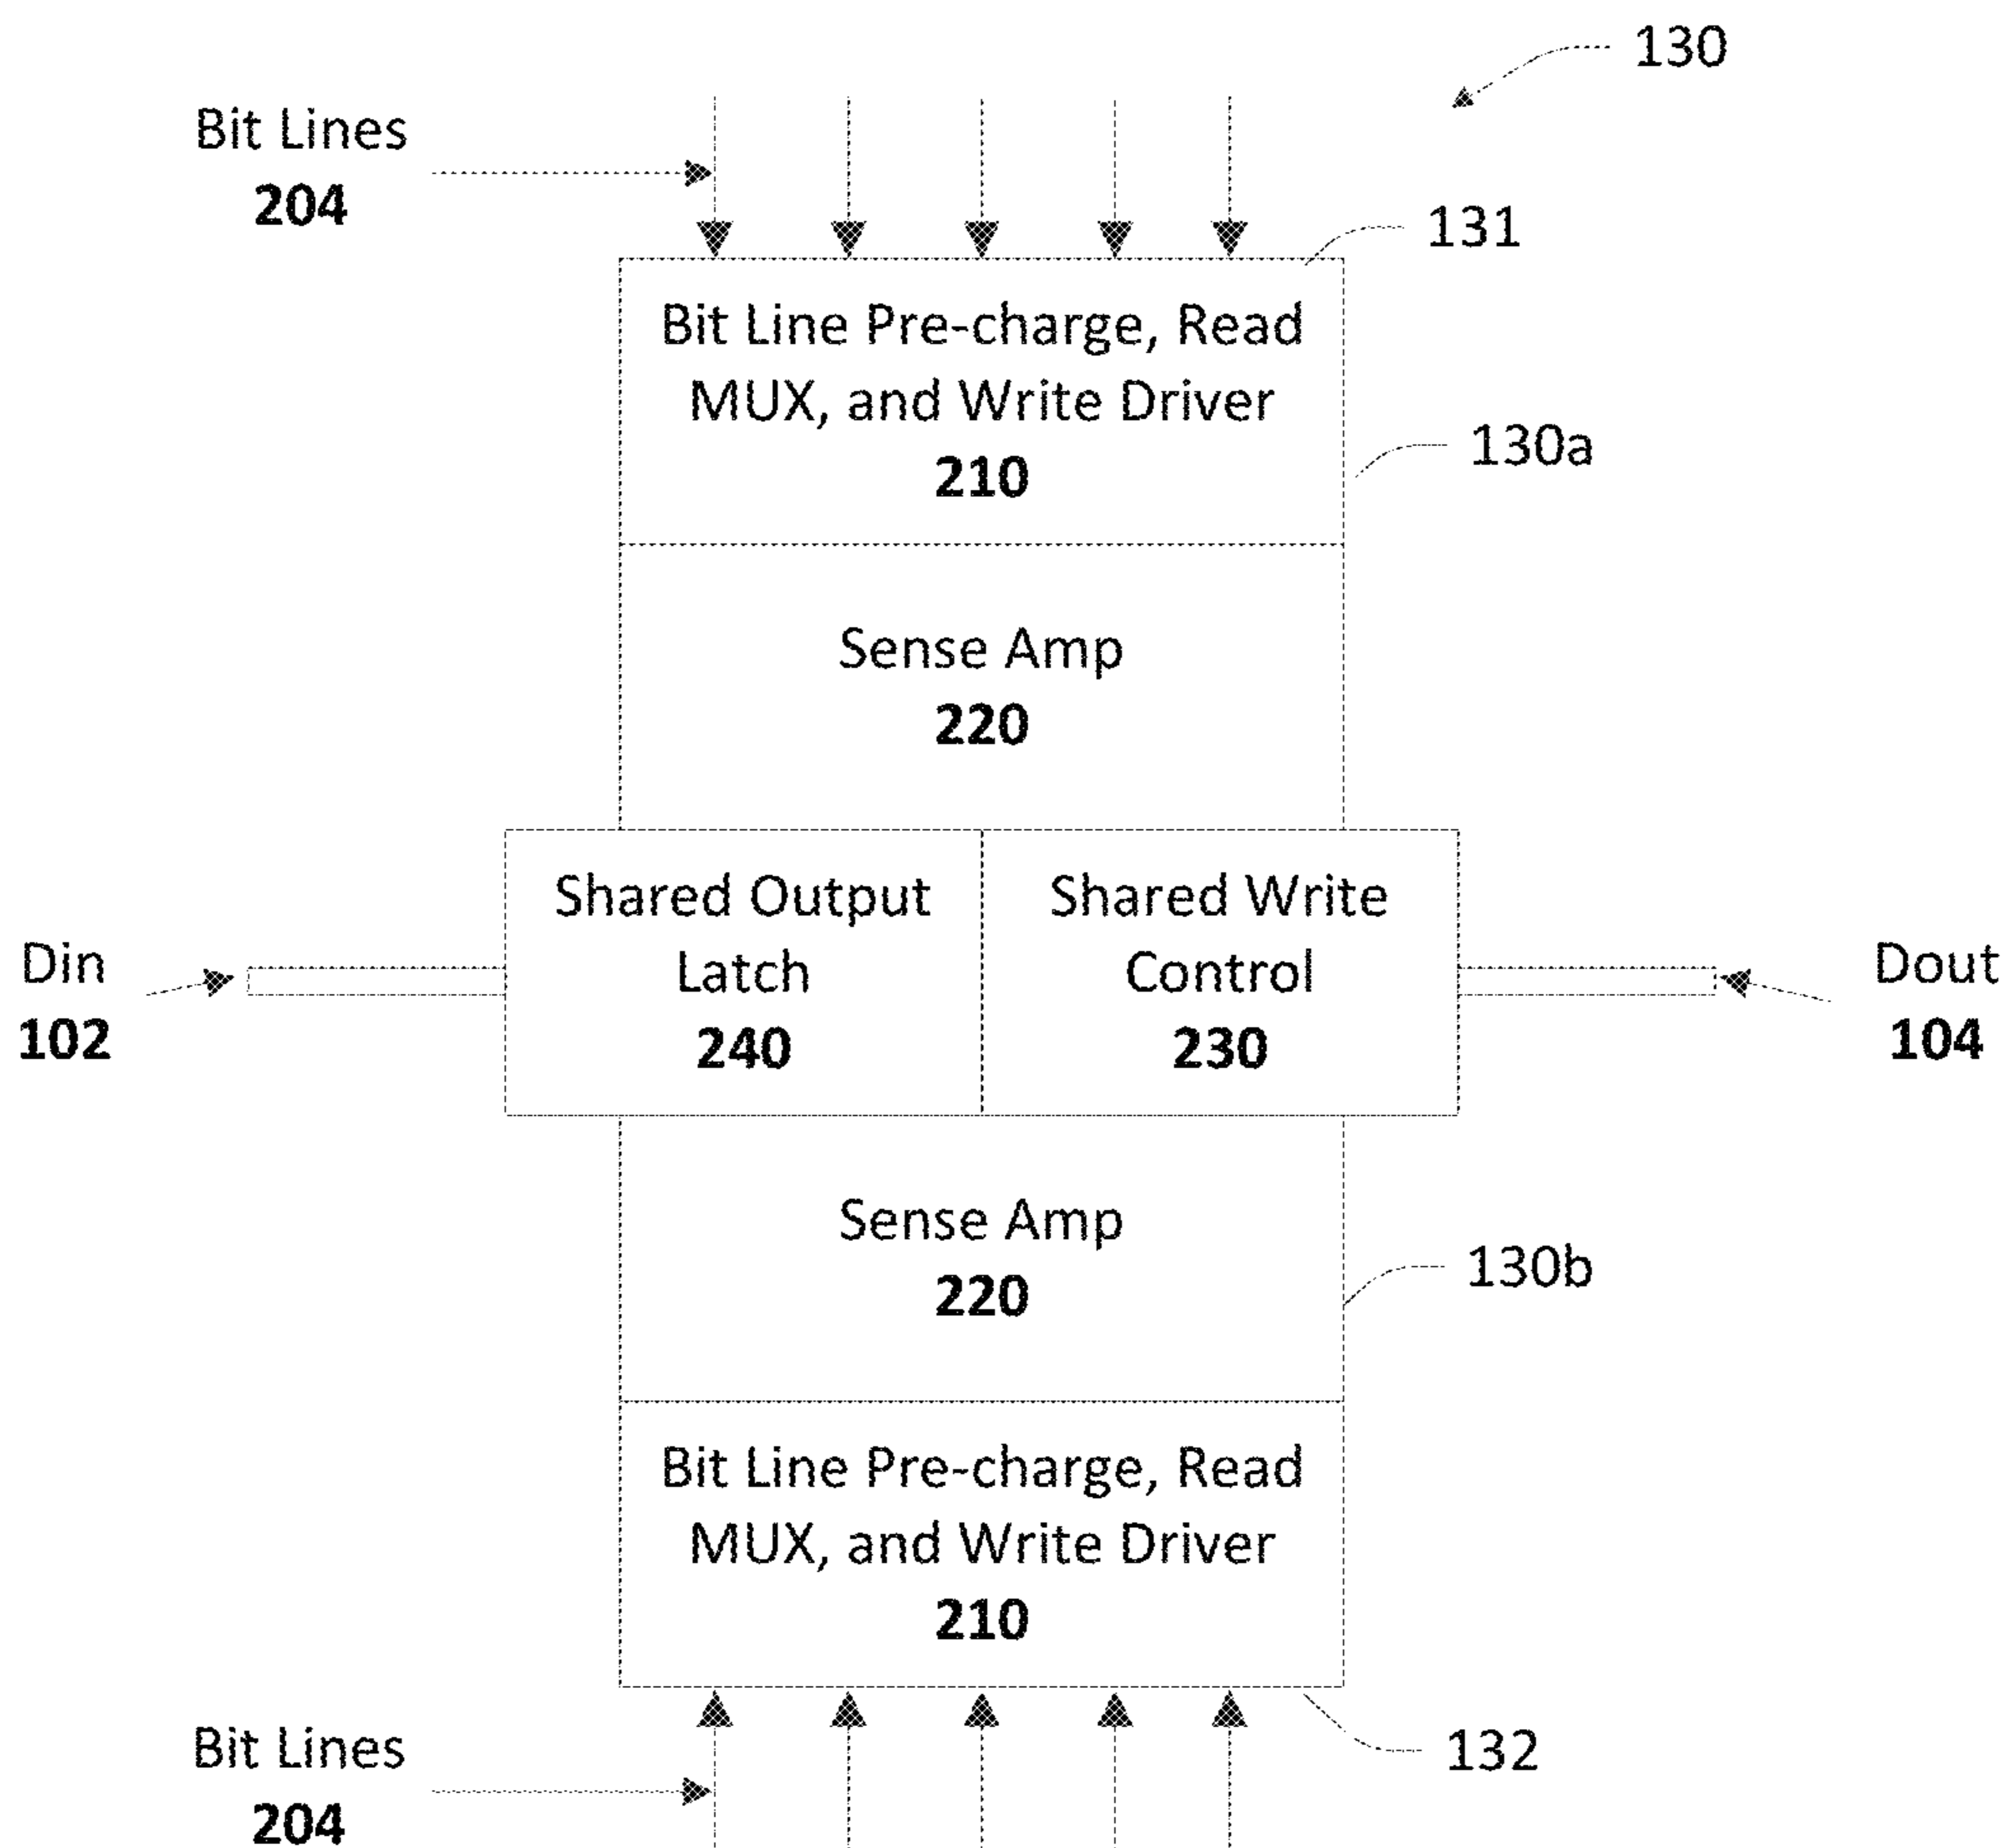 130
Bit Lines
204
131
Bit Line Pre-charge, Read
MUX, and Write Driver
210
130a
Sense Amp
220
Din
102
Shared Output
Latch
240
Shared Write
Control
230
Dout
104
Sense Amp
220
130b
Bit Line Pre-charge, Read
MUX, and Write Driver
210
132
Bit Lines
204